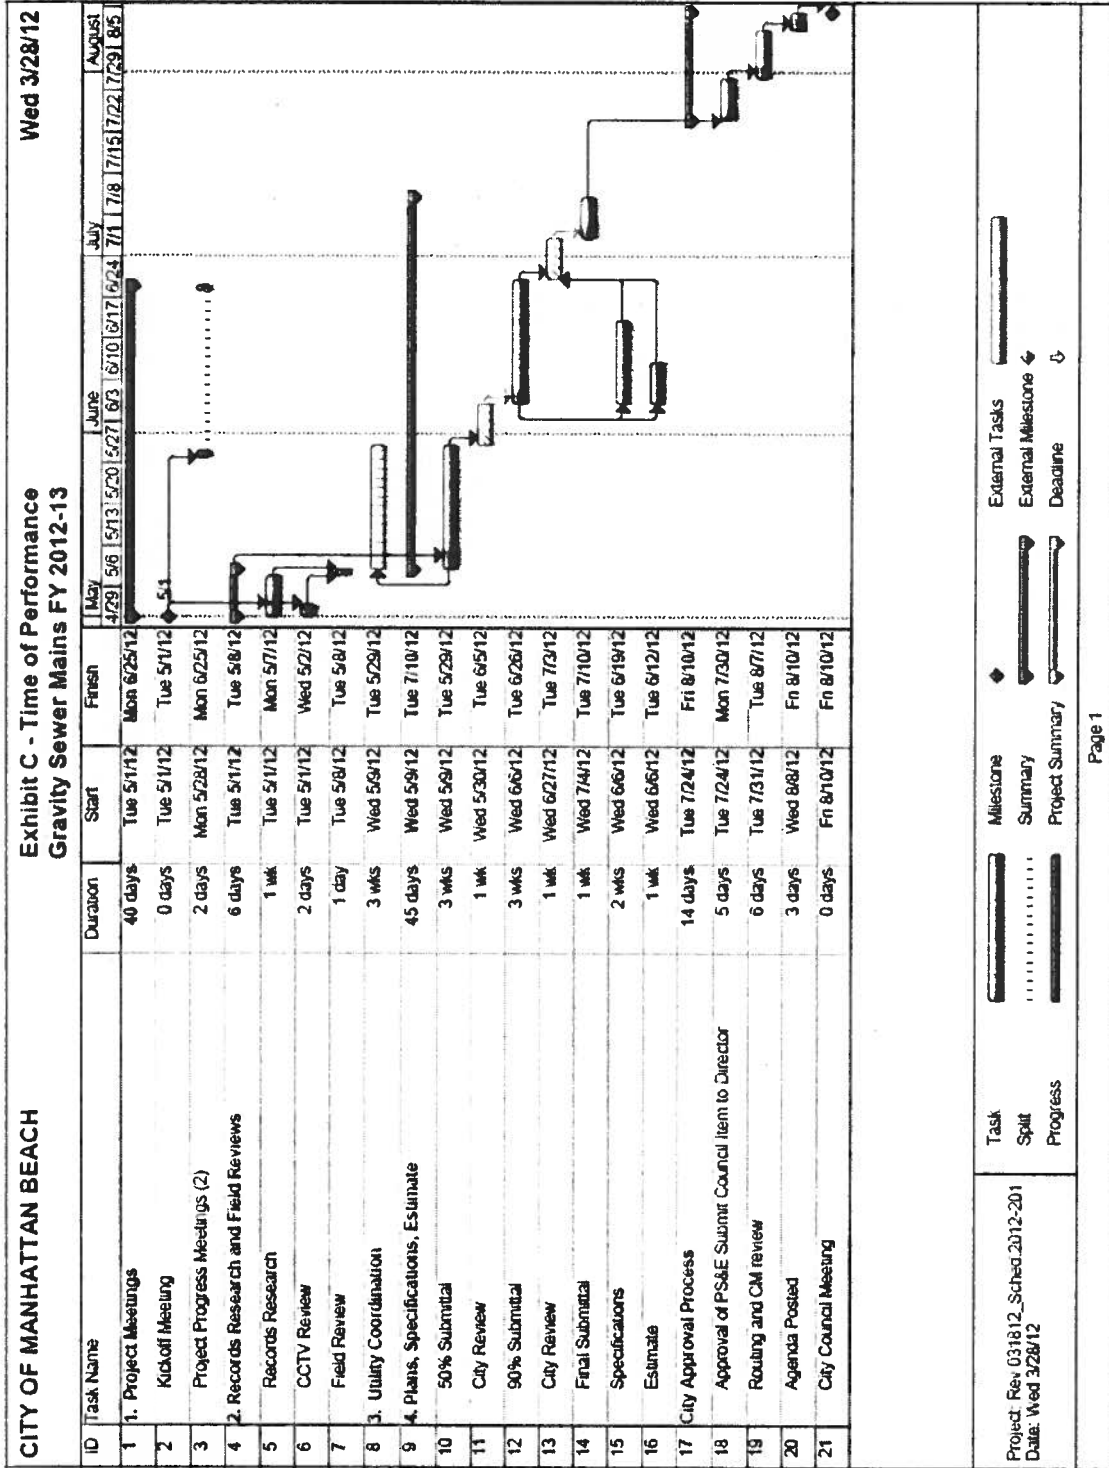 CITY OF MANHATTAN BEACH
Exhibit C - Time of Performance
Gravity Sewer Mains FY 2012-13
Wed 3/28/12
ID Task Name Duration Start Finish
May June July August
4/29 5/6 5/13 5/20 5/27 6/3 6/10 6/17 6/24 7/1 7/8 7/15 7/22 7/29 8/5
1 1. Project Meetings 40 days Tue 5/1/12 Mon 6/25/12
2 Kickoff Meeting 0 days Tue 5/1/12 Tue 5/1/12 5/1
3 Project Progress Meetings (2) 2 days Mon 5/28/12 Mon 6/25/12
4 2. Records Research and Field Reviews 6 days Tue 5/1/12 Tue 5/8/12
5 Records Research 1 wk Tue 5/1/12 Mon 5/7/12
6 CCTV Review 2 days Tue 5/1/12 Wed 5/2/12
7 Field Review 1 day Tue 5/8/12 Tue 5/8/12
8 3. Utility Coordination 3 wks Wed 5/9/12 Tue 5/29/12
9 4. Plans, Specifications, Estimate 45 days Wed 5/9/12 Tue 7/10/12
10 50% Submittal 3 wks Wed 5/9/12 Tue 5/29/12
11 City Review 1 wk Wed 5/30/12 Tue 6/5/12
12 90% Submittal 3 wks Wed 6/6/12 Tue 6/26/12
13 City Review 1 wk Wed 6/27/12 Tue 7/3/12
14 Final Submittal 1 wk Wed 7/4/12 Tue 7/10/12
15 Specifications 2 wks Wed 6/6/12 Tue 6/19/12
16 Estimate 1 wk Wed 6/6/12 Tue 6/12/12
17 City Approval Process 14 days Tue 7/24/12 Fri 8/10/12
18 Approval of PS&E Submit Council Item to Director 5 days Tue 7/24/12 Mon 7/30/12
19 Routing and CM review 6 days Tue 7/31/12 Tue 8/7/12
20 Agenda Posted 3 days Wed 8/8/12 Fri 8/10/12
21 City Council Meeting 0 days Fri 8/10/12 Fri 8/10/12
Project: Rev 031812_Sched.2012-201
Date: Wed 3/28/12
Task Milestone External Tasks
Split Summary External Milestone
Progress Project Summary Deadline
Page 1